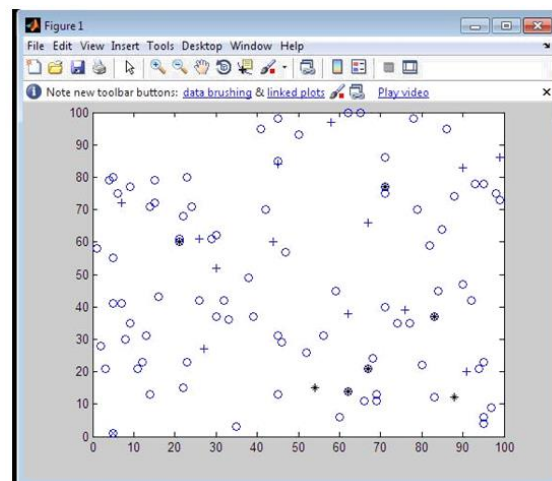 Figure 1
File Edit View Insert Tools Desktop Window Help
Note new toolbar buttons: data brushing & linked plots Play video
100
90
80
70
60
50
40
30
20
10
0
0 10 20 30 40 50 60 70 80 90 100